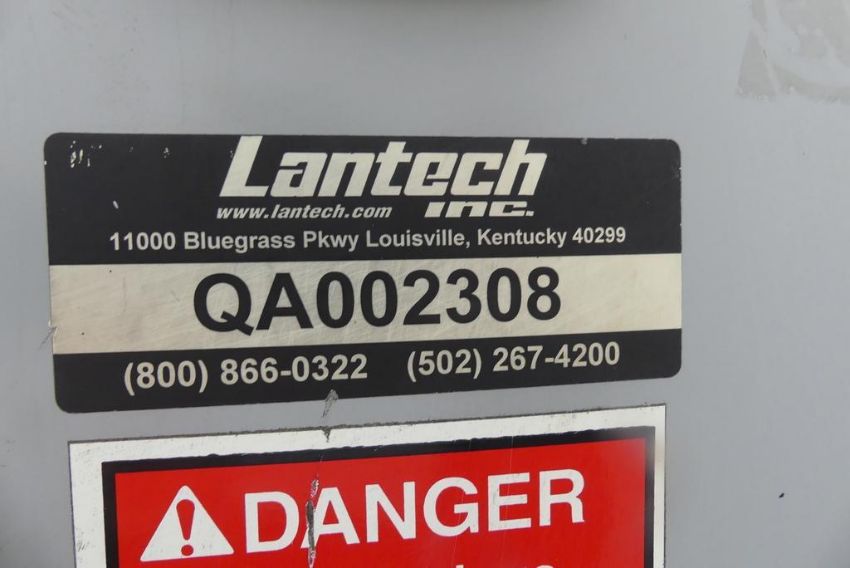 Lantech
www.lantech.com inc.
11000 Bluegrass Pkwy Louisville, Kentucky 40299
QA002308
(800) 866-0322 (502) 267-4200
DANGER